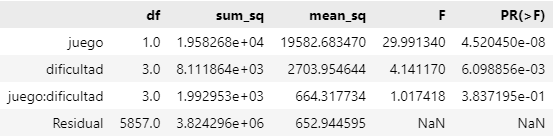 df sum_sq mean_sq F PR(>F)
juego 1.0 1.958268e+04 19582.683470 29.991340 4.520450e-08
dificultad 3.0 8.111864e+03 2703.954644 4.141170 6.098856e-03
juego:dificultad 3.0 1.992953e+03 664.317734 1.017418 3.837195e-01
Residual 5857.0 3.824296e+06 652.944595 NaN NaN